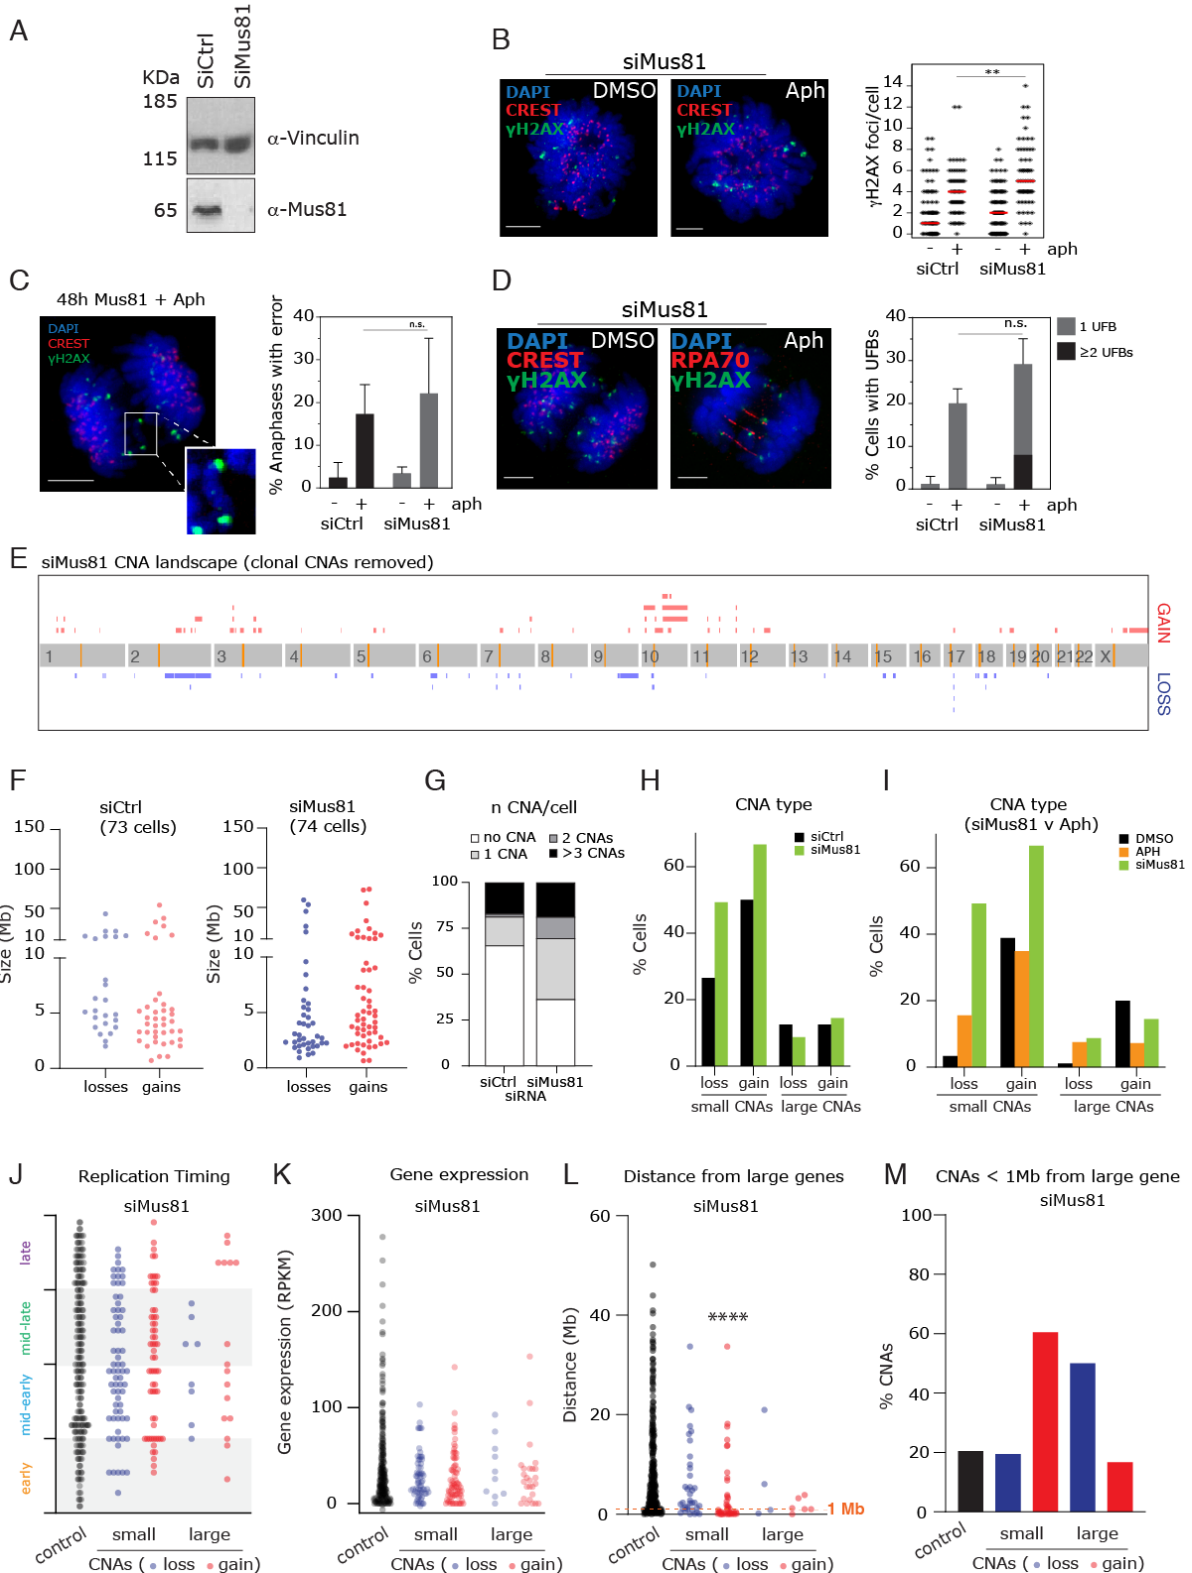 A
SiCtrl
SiMus81
KDa
185
115
65
α-Vinculin
α-Mus81
B
siMus81
DAPI
CREST
γH2AX
DMSO
DAPI
CREST
γH2AX
Aph
γH2AX foci/cell
14
12
10
8
6
4
2
0
**
- + - + aph
siCtrl siMus81
C
48h Mus81 + Aph
DAPI
CREST
γH2AX
% Anaphases with error
40
30
20
10
0
n.s.
- + - + aph
siCtrl siMus81
D
siMus81
DAPI
CREST
γH2AX
DMSO
DAPI
RPA70
γH2AX
Aph
% Cells with UFBs
40
30
20
10
0
n.s.
1 UFB
≥2 UFBs
- + - + aph
siCtrl siMus81
E
siMus81 CNA landscape (clonal CNAs removed)
1 2 3 4 5 6 7 8 9 10 11 12 13 14 15 16 17 18 19 20 21 22 X
GAIN
LOSS
F
siCtrl
(73 cells)
Size (Mb)
150
100
50
10
10
5
0
losses gains
siMus81
(74 cells)
Size (Mb)
150
100
50
10
10
5
0
losses gains
G
n CNA/cell
no CNA
1 CNA
2 CNAs
>3 CNAs
% Cells
100
75
50
25
0
siCtrl siMus81
siRNA
H
CNA type
siCtrl
siMus81
% Cells
60
40
20
0
loss gain loss gain
small CNAs large CNAs
I
CNA type
(siMus81 v Aph)
DMSO
APH
siMus81
% Cells
60
40
20
0
loss gain loss gain
small CNAs large CNAs
J
Replication Timing
siMus81
late
mid-late
mid-early
early
control
small large
CNAs ( • loss • gain)
K
Gene expression
siMus81
Gene expression (RPKM)
300
200
100
0
control
small large
CNAs ( • loss • gain)
L
Distance from large genes
siMus81
Distance (Mb)
60
40
20
0
****
1 Mb
control
small large
CNAs ( • loss • gain)
M
CNAs < 1Mb from large gene
siMus81
% CNAs
100
80
60
40
20
0
control
small large
CNAs ( • loss • gain)